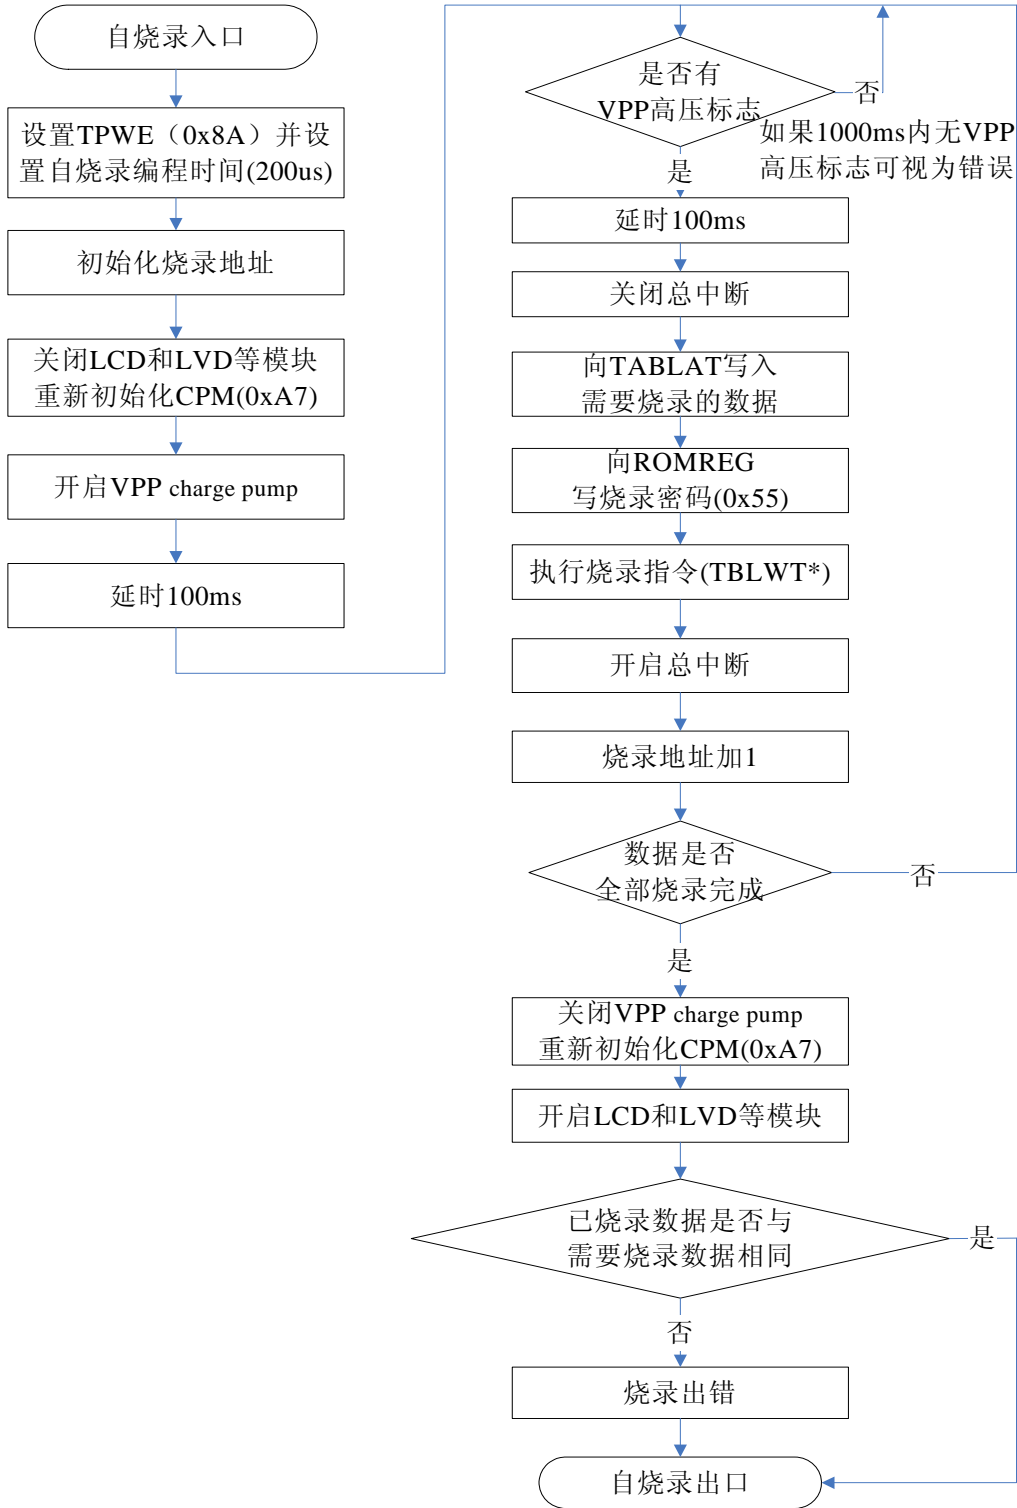 自烧录入口
设置TPWE（0x8A）并设
置自烧录编程时间(200us)
初始化烧录地址
关闭LCD和LVD等模块
重新初始化CPM(0xA7)
开启VPP charge pump
延时100ms
是否有
VPP高压标志
否
如果1000ms内无VPP
高压标志可视为错误
是
延时100ms
关闭总中断
向TABLAT写入
需要烧录的数据
向ROMREG
写烧录密码(0x55)
执行烧录指令(TBLWT*)
开启总中断
烧录地址加1
数据是否
全部烧录完成
否
是
关闭VPP charge pump
重新初始化CPM(0xA7)
开启LCD和LVD等模块
已烧录数据是否与
需要烧录数据相同
是
否
烧录出错
自烧录出口